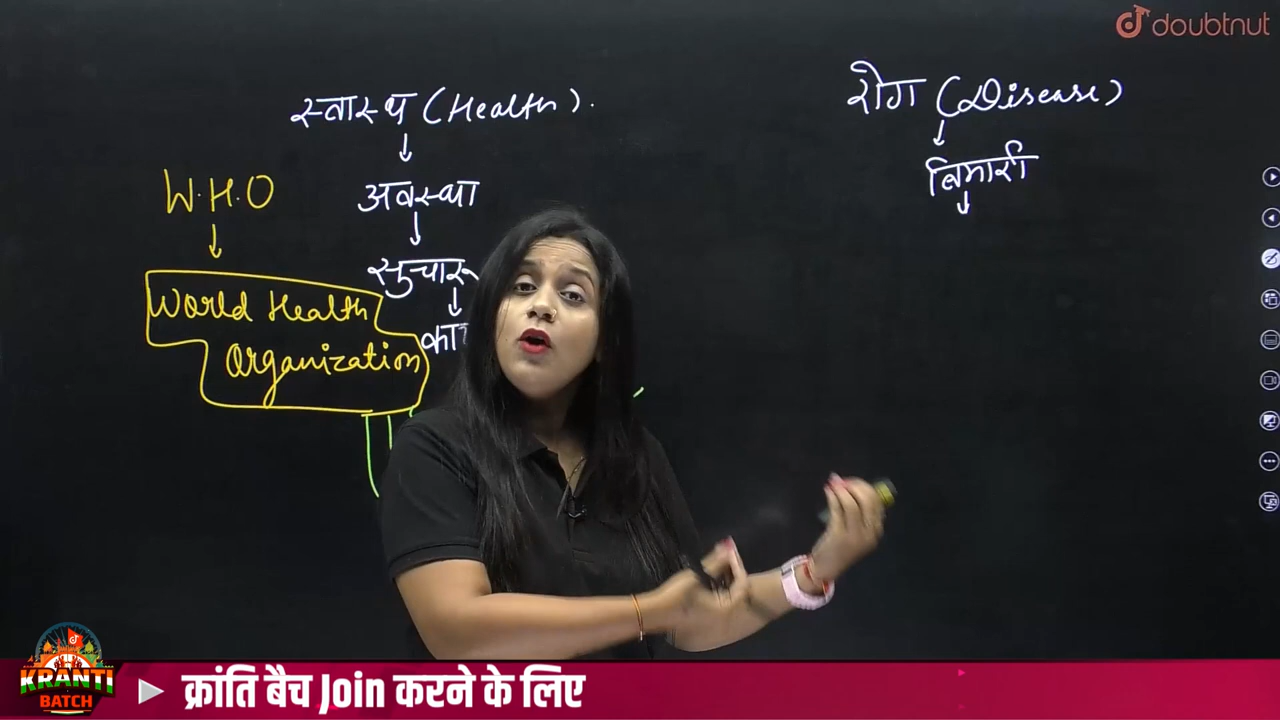 doubtnut
स्वास्थ्य (Health).
अवस्था
सुचारू
W.H.O
World Health
Organization
रोग (Disease)
बिमारी
KRANTI
BATCH
क्रांति बैच Join करने के लिए